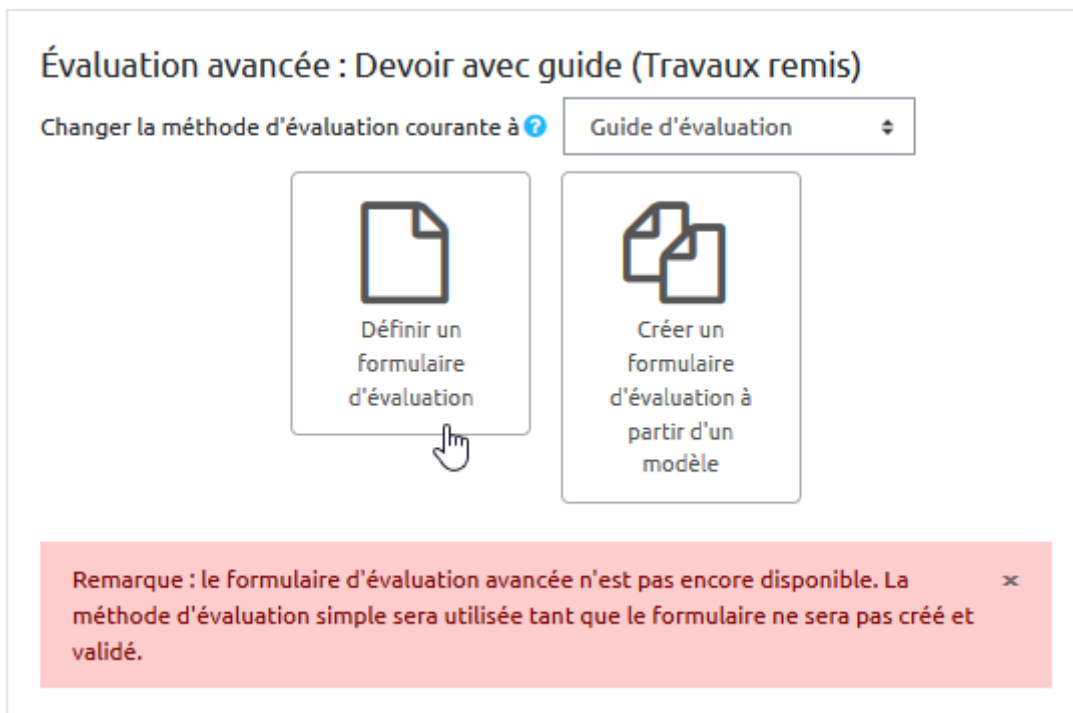 Évaluation avancée : Devoir avec guide (Travaux remis)
Changer la méthode d'évaluation courante à ? Guide d'évaluation
Définir un
formulaire
d'évaluation
Créer un
formulaire
d'évaluation à
partir d'un
modèle
Remarque : le formulaire d'évaluation avancée n'est pas encore disponible. La ×
méthode d'évaluation simple sera utilisée tant que le formulaire ne sera pas créé et
validé.